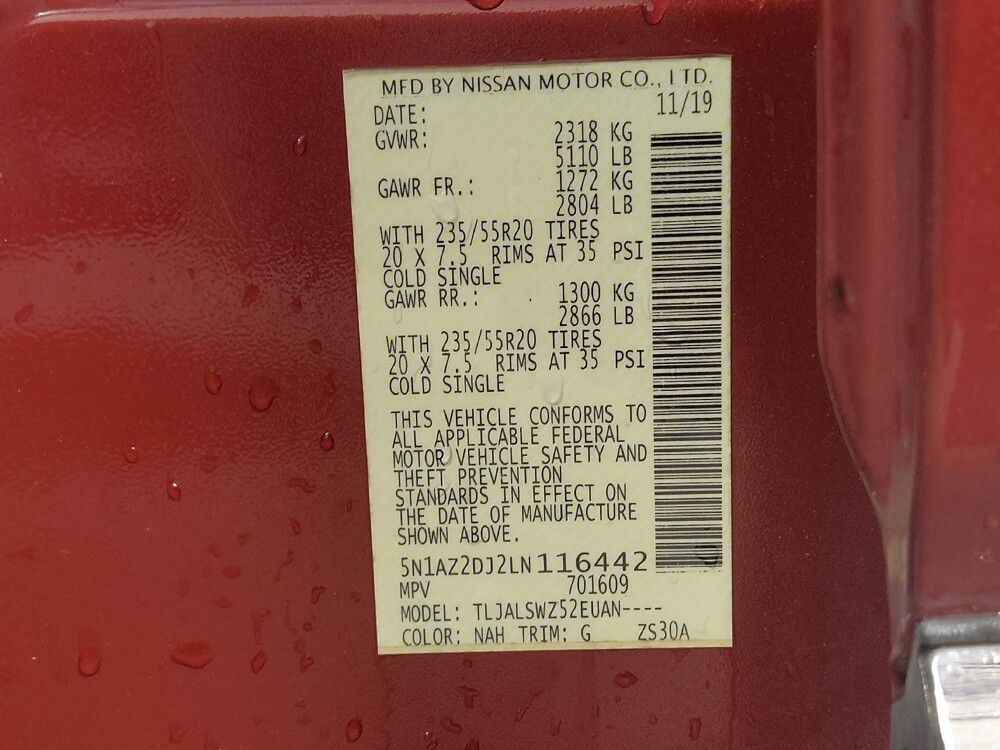 MFD BY NISSAN MOTOR CO., LTD.
DATE: 11/19
GVWR: 2318 KG
5110 LB
GAWR FR.: 1272 KG
2804 LB
WITH 235/55R20 TIRES
20 X 7.5 RIMS AT 35 PSI
COLD SINGLE
GAWR RR.: 1300 KG
2866 LB
WITH 235/55R20 TIRES
20 X 7.5 RIMS AT 35 PSI
COLD SINGLE
THIS VEHICLE CONFORMS TO
ALL APPLICABLE FEDERAL
MOTOR VEHICLE SAFETY AND
THEFT PREVENTION
STANDARDS IN EFFECT ON
THE DATE OF MANUFACTURE
SHOWN ABOVE.
5N1AZ2DJ2LN116442
MPV 701609
MODEL: TLJALSWZ52EUAN----
COLOR: NAH TRIM: G ZS30A